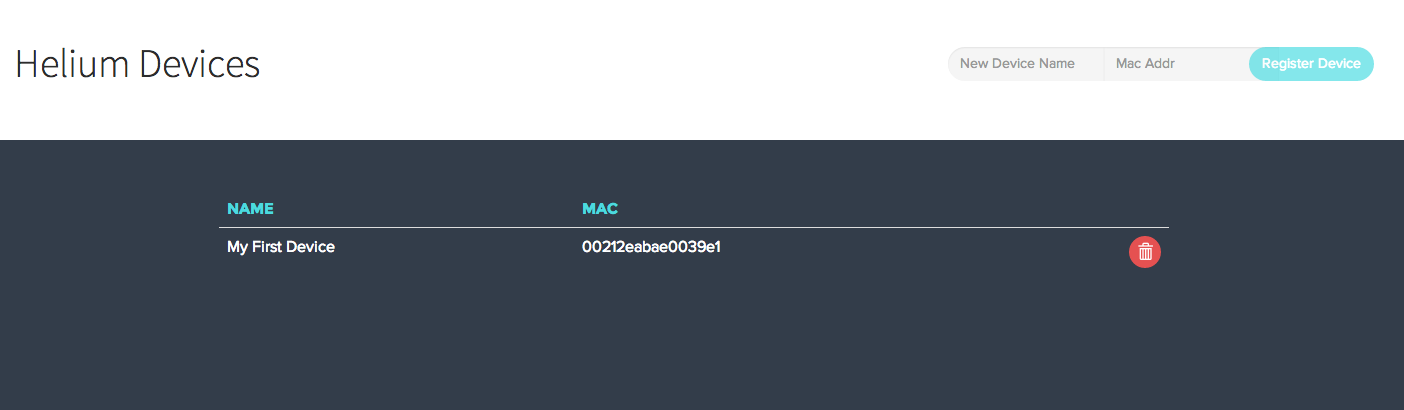 Helium Devices
New Device Name Mac Addr Register Device
NAME MAC
My First Device 00212eabae0039e1